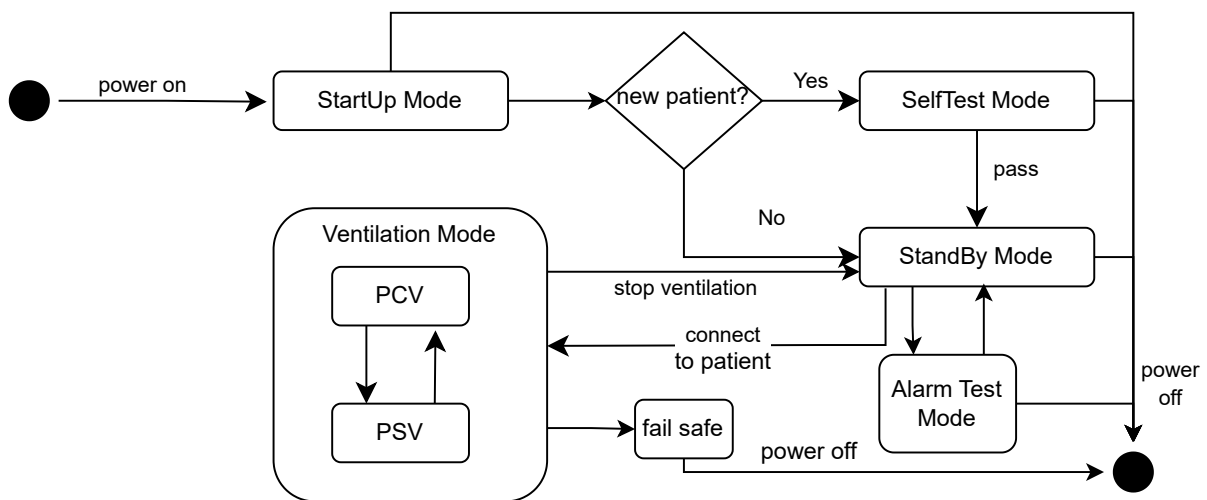 power on
StartUp Mode
new patient?
Yes
SelfTest Mode
pass
No
Ventilation Mode
StandBy Mode
PCV
stop ventilation
connect
to patient
Alarm Test
Mode
power
off
PSV
fail safe
power off